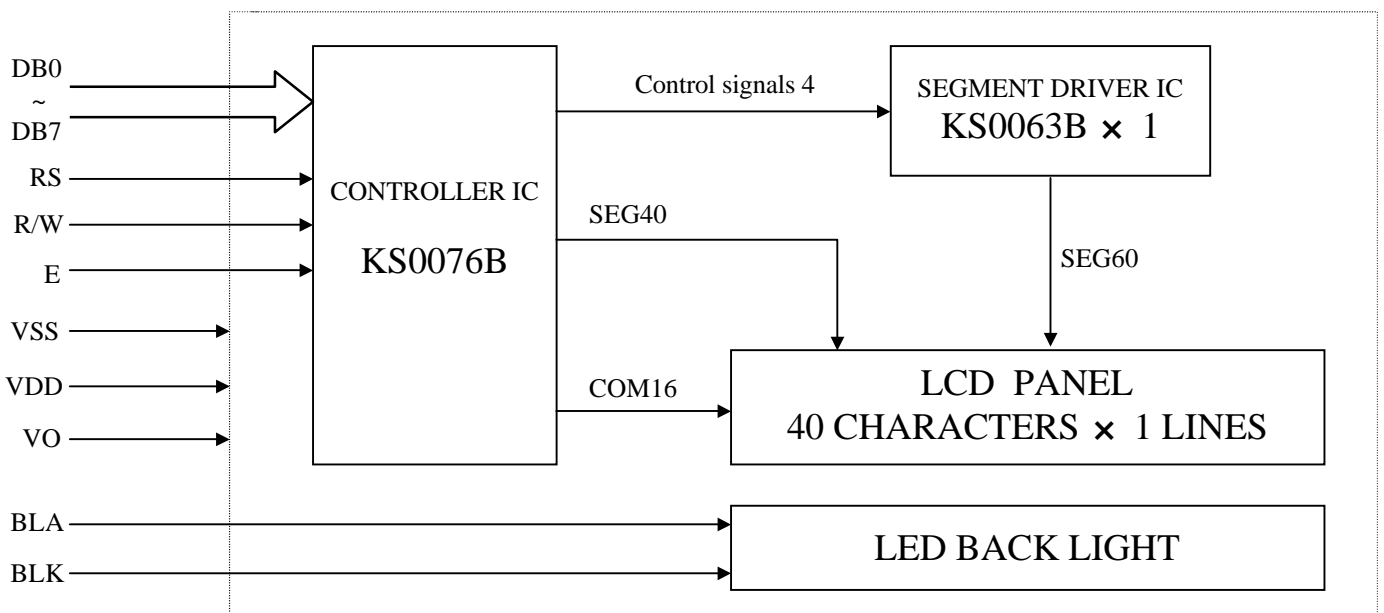 DB0
~
DB7
RS
R/W
E
VSS
VDD
VO
BLA
BLK
CONTROLLER IC
KS0076B
Control signals 4
SEG40
COM16
SEGMENT DRIVER IC
KS0063B × 1
SEG60
LCD PANEL
40 CHARACTERS × 1 LINES
LED BACK LIGHT